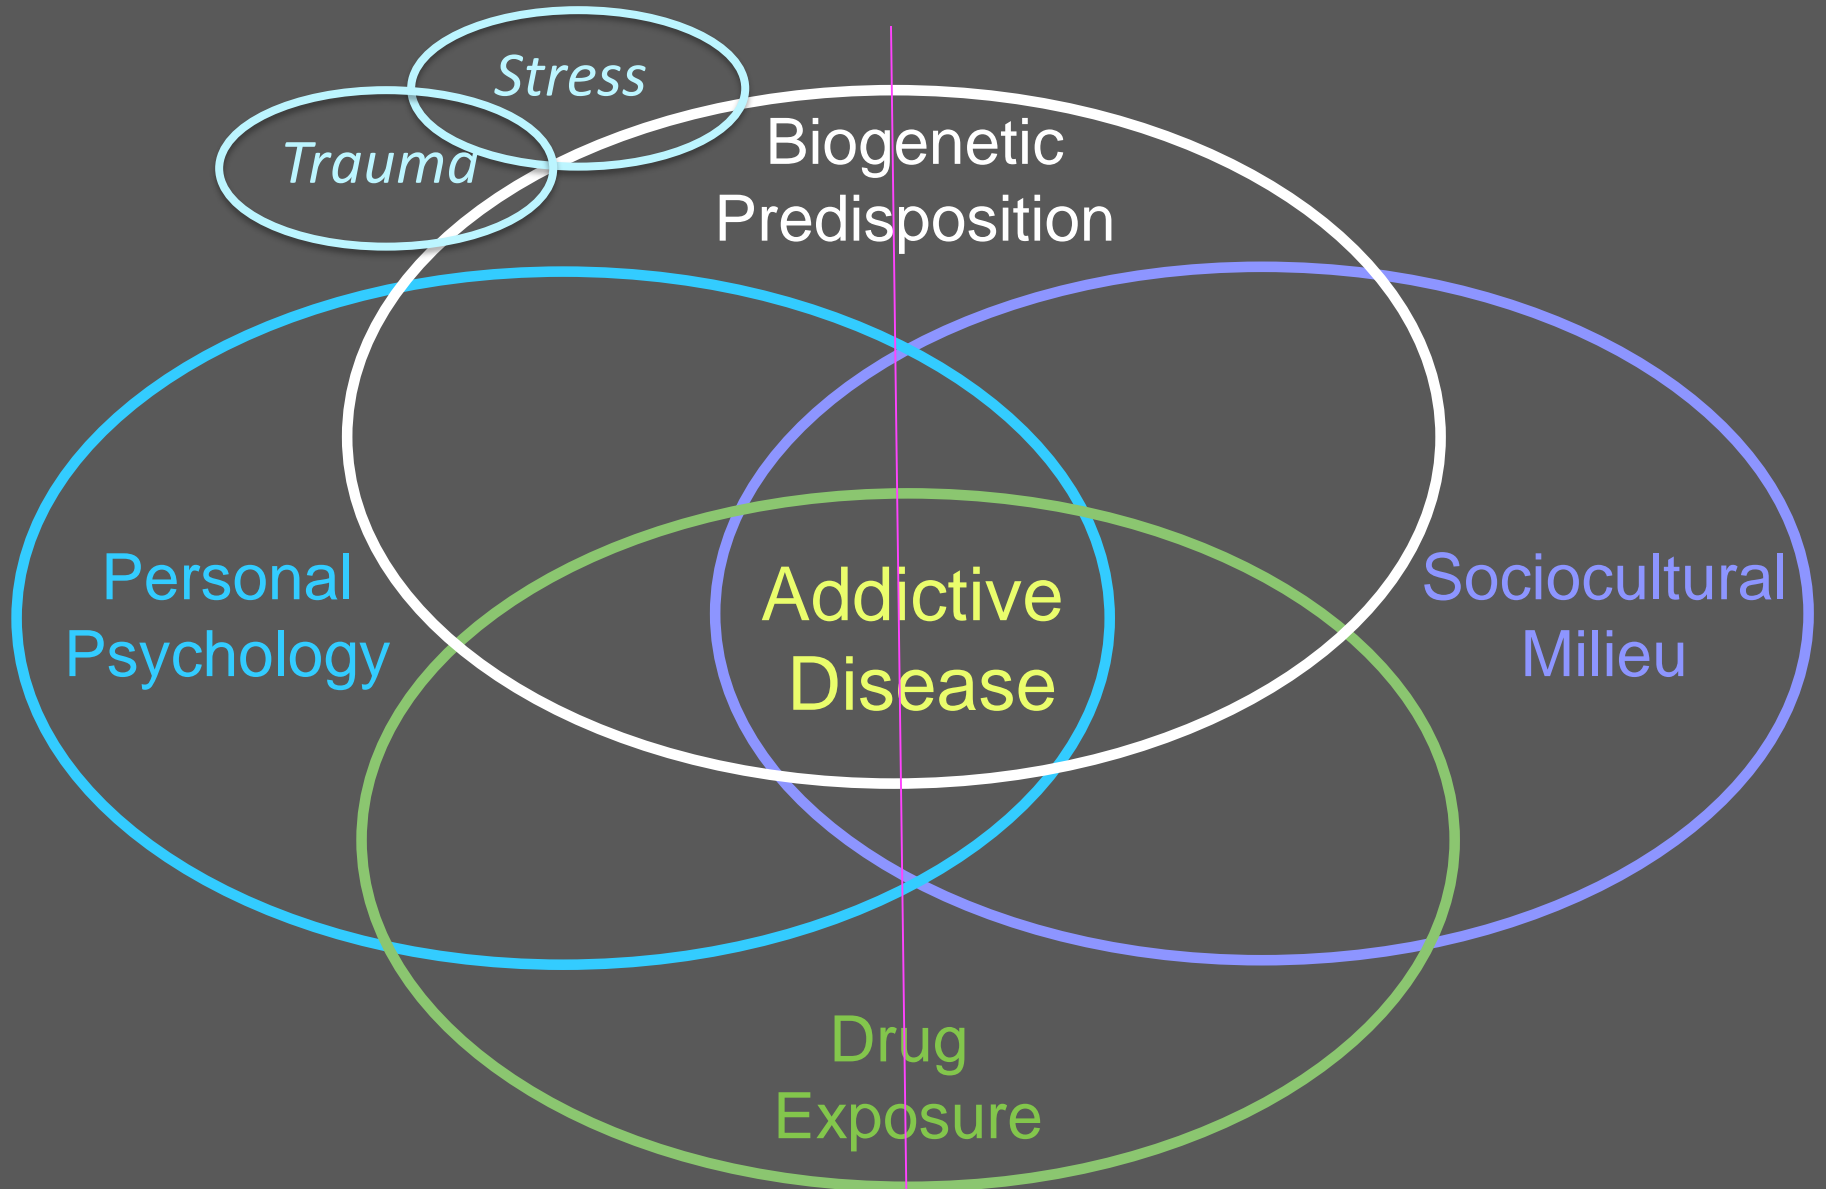 Stress
Trauma
Biogenetic
Predisposition
Personal
Psychology
Addictive
Disease
Sociocultural
Milieu
Drug
Exposure